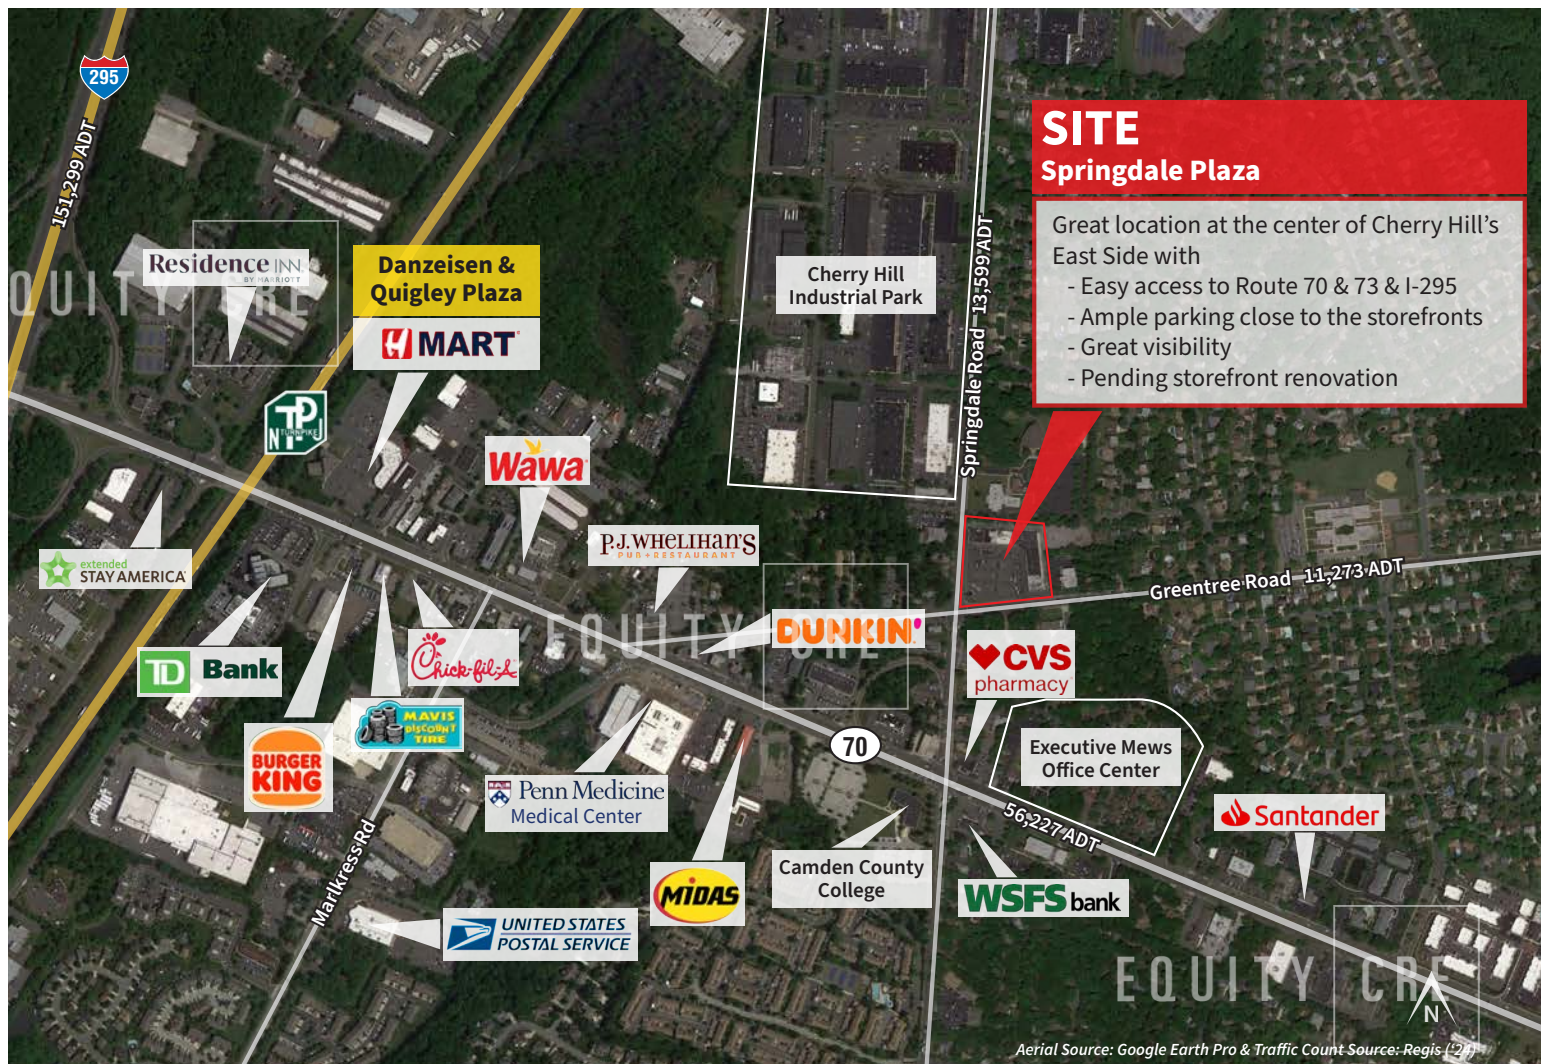 295
151,299 ADT
SITE
Springdale Plaza
Great location at the center of Cherry Hill's
East Side with
- Easy access to Route 70 & 73 & I-295
- Ample parking close to the storefronts
- Great visibility
- Pending storefront renovation
Springdale Road 13,599 ADT
Cherry Hill
Industrial Park
Residence INN
BY MARRIOTT
QUITY CRE
Danzeisen &
Quigley Plaza
H MART
N TP J
TURNPIKE
Wawa
P.J.WHELIHAN'S
PUB + RESTAURANT
extended
STAY AMERICA
Greentree Road 11,273 ADT
EQUITY CRE
DUNKIN'
TD Bank
Chick-fil-A
CVS
pharmacy
MAVIS
DISCOUNT
TIRE
BURGER
KING
70
Executive Mews
Office Center
Penn Medicine
Medical Center
56,227 ADT
Santander
Marlkress Rd
MIDAS
Camden County
College
WSFS bank
UNITED STATES
POSTAL SERVICE
EQUITY CRE
N
Aerial Source: Google Earth Pro & Traffic Count Source: Regis ('24)